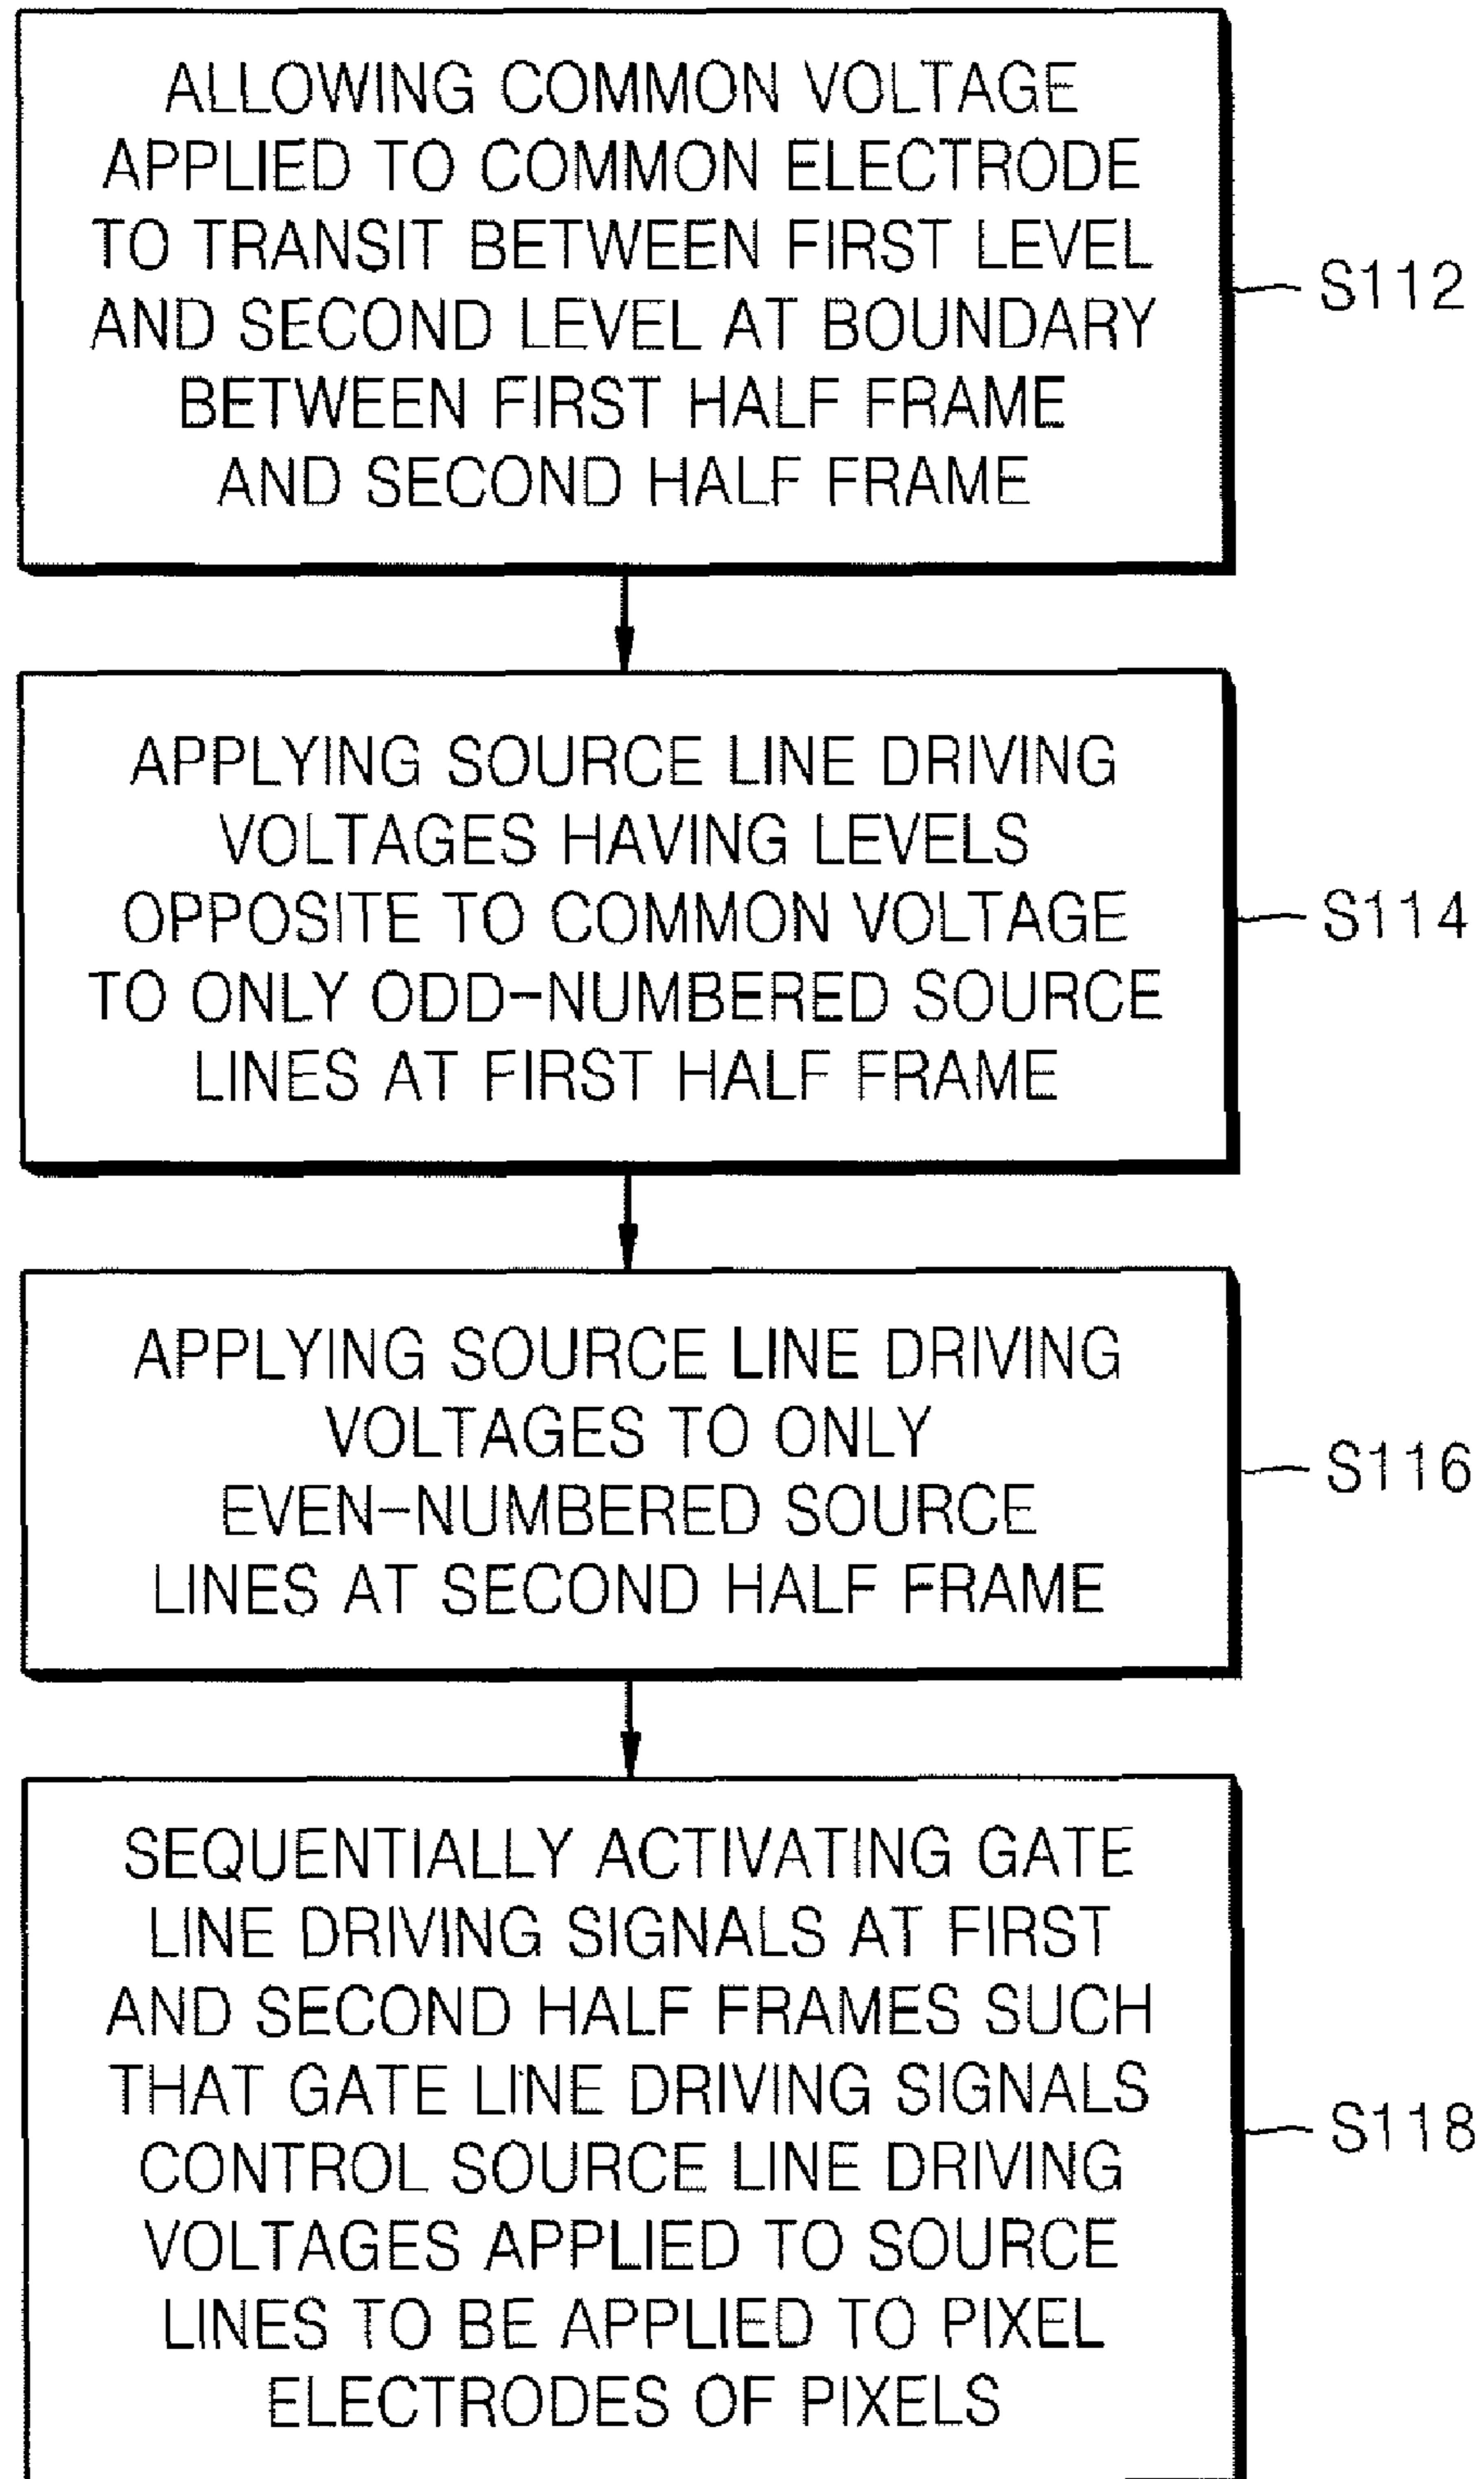 ALLOWING COMMON VOLTAGE
APPLIED TO COMMON ELECTRODE
TO TRANSIT BETWEEN FIRST LEVEL
AND SECOND LEVEL AT BOUNDARY
BETWEEN FIRST HALF FRAME
AND SECOND HALF FRAME
S112
APPLYING SOURCE LINE DRIVING
VOLTAGES HAVING LEVELS
OPPOSITE TO COMMON VOLTAGE
TO ONLY ODD-NUMBERED SOURCE
LINES AT FIRST HALF FRAME
S114
APPLYING SOURCE LINE DRIVING
VOLTAGES TO ONLY
EVEN-NUMBERED SOURCE
LINES AT SECOND HALF FRAME
S116
SEQUENTIALLY ACTIVATING GATE
LINE DRIVING SIGNALS AT FIRST
AND SECOND HALF FRAMES SUCH
THAT GATE LINE DRIVING SIGNALS
CONTROL SOURCE LINE DRIVING
VOLTAGES APPLIED TO SOURCE
LINES TO BE APPLIED TO PIXEL
ELECTRODES OF PIXELS
S118